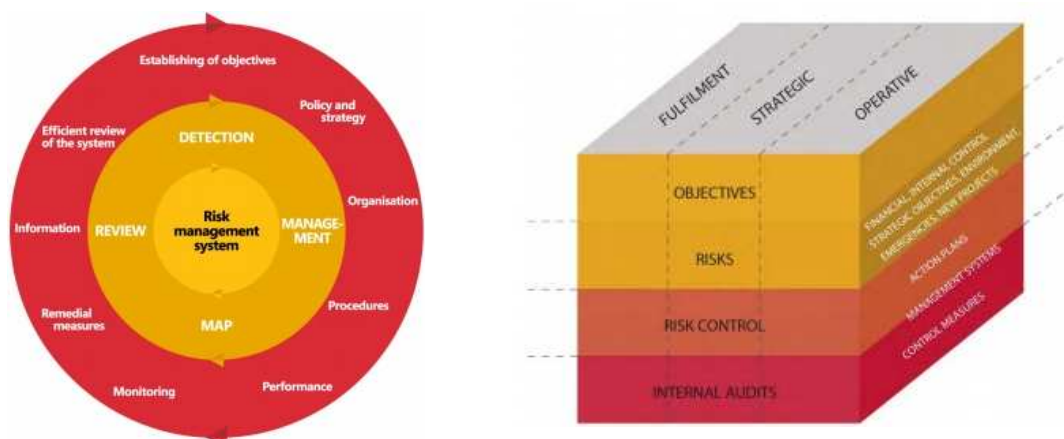 Establishing of objectives
Policy and
strategy
Organisation
Procedures
Performance
Monitoring
Remedial
measures
Information
Efficient review
of the system
DETECTION
MANAGE-
MENT
MAP
REVIEW
Risk
management
system
FULFILMENT
STRATEGIC
OPERATIVE
OBJECTIVES
RISKS
RISK CONTROL
INTERNAL AUDITS
FINANCIAL, INTERNAL CONTROL
STRATEGIC OBJECTIVES, ENVIRONMENT,
EMERGENCIES, NEW PROJECTS
ACTION PLANS
MANAGEMENT SYSTEMS
CONTROL MEASURES